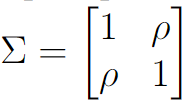 Σ = [1 ρ
ρ 1]